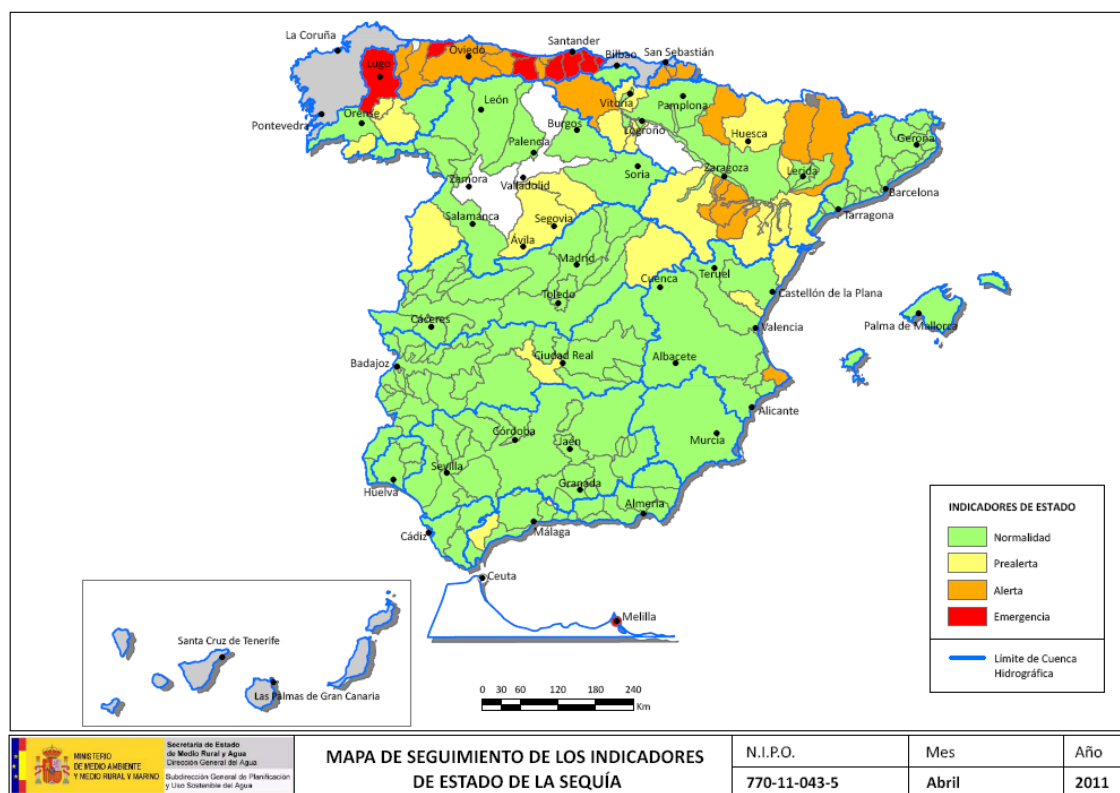 La Coruña
Lugo
Oviedo
Santander
Bilbao
San Sebastián
Pontevedra
Orense
León
Burgos
Vitoria
Pamplona
Logroño
Huesca
Gerona
Palencia
Zamora
Valladolid
Soria
Zaragoza
Lerida
Barcelona
Tarragona
Salamanca
Segovia
Ávila
Madrid
Teruel
Cuenca
Castellón de la Plana
Toledo
Cáceres
Valencia
Palma de Mallorca
Badajoz
Ciudad Real
Albacete
Alicante
Murcia
Córdoba
Jaén
Sevilla
Huelva
Granada
Almería
Cádiz
Málaga
Ceuta
Melilla
Santa Cruz de Tenerife
Las Palmas de Gran Canaria
0 30 60 120 180 240
Km
INDICADORES DE ESTADO
Normalidad
Prealerta
Alerta
Emergencia
Límite de Cuenca
Hidrográfica
MINISTERIO
DE MEDIO AMBIENTE
Y MEDIO RURAL Y MARINO
Secretaría de Estado
de Medio Rural y Agua
Dirección General del Agua
Subdirección General de Planificación
y Uso Sostenible del Agua
MAPA DE SEGUIMIENTO DE LOS INDICADORES
DE ESTADO DE LA SEQUÍA
N.I.P.O.
770-11-043-5
Mes
Abril
Año
2011